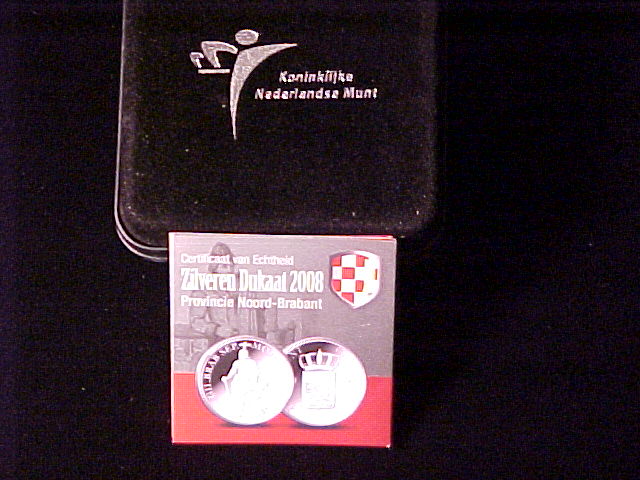 Koninklijke
Nederlandse Munt
Certificaat van Echtheid
Zilveren Dukaat 2008
Provincie Noord-Brabant